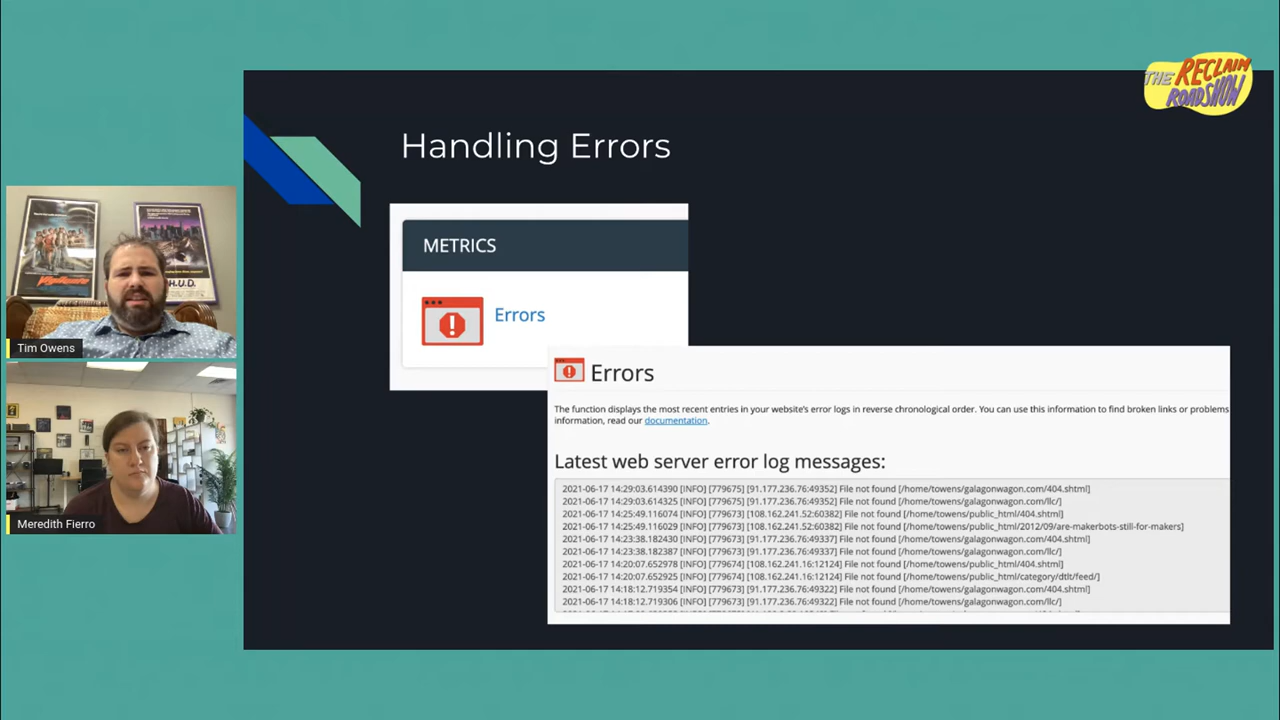 THE RECLAIM
ROADSHOW
Handling Errors
METRICS
Errors
Errors
The function displays the most recent entries in your website's error logs in reverse chronological order. You can use this information to find broken links or problems
information, read our documentation.
Latest web server error log messages:
2021-06-17 14:29:03.614390 [INFO] [779675] [91.177.236.76:49352] File not found [/home/towens/galagonwagon.com/404.shtml]
2021-06-17 14:29:03.614325 [INFO] [779675] [91.177.236.76:49352] File not found [/home/towens/galagonwagon.com/llc/]
2021-06-17 14:25:49.116074 [INFO] [779673] [108.162.241.52:60382] File not found [/home/towens/public_html/404.shtml]
2021-06-17 14:25:49.116029 [INFO] [779673] [108.162.241.52:60382] File not found [/home/towens/public_html/2012/09/are-makerbots-still-for-makers]
2021-06-17 14:23:38.182430 [INFO] [779673] [91.177.236.76:49337] File not found [/home/towens/galagonwagon.com/404.shtml]
2021-06-17 14:23:38.182387 [INFO] [779673] [91.177.236.76:49337] File not found [/home/towens/galagonwagon.com/llc/]
2021-06-17 14:20:07.652978 [INFO] [779674] [108.162.241.16:12124] File not found [/home/towens/public_html/404.shtml]
2021-06-17 14:20:07.652925 [INFO] [779674] [108.162.241.16:12124] File not found [/home/towens/public_html/category/dtlt/feed/]
2021-06-17 14:18:12.719354 [INFO] [779673] [91.177.236.76:49322] File not found [/home/towens/galagonwagon.com/404.shtml]
2021-06-17 14:18:12.719306 [INFO] [779673] [91.177.236.76:49322] File not found [/home/towens/galagonwagon.com/llc/]
H.U.D.
Tim Owens
Meredith Fierro